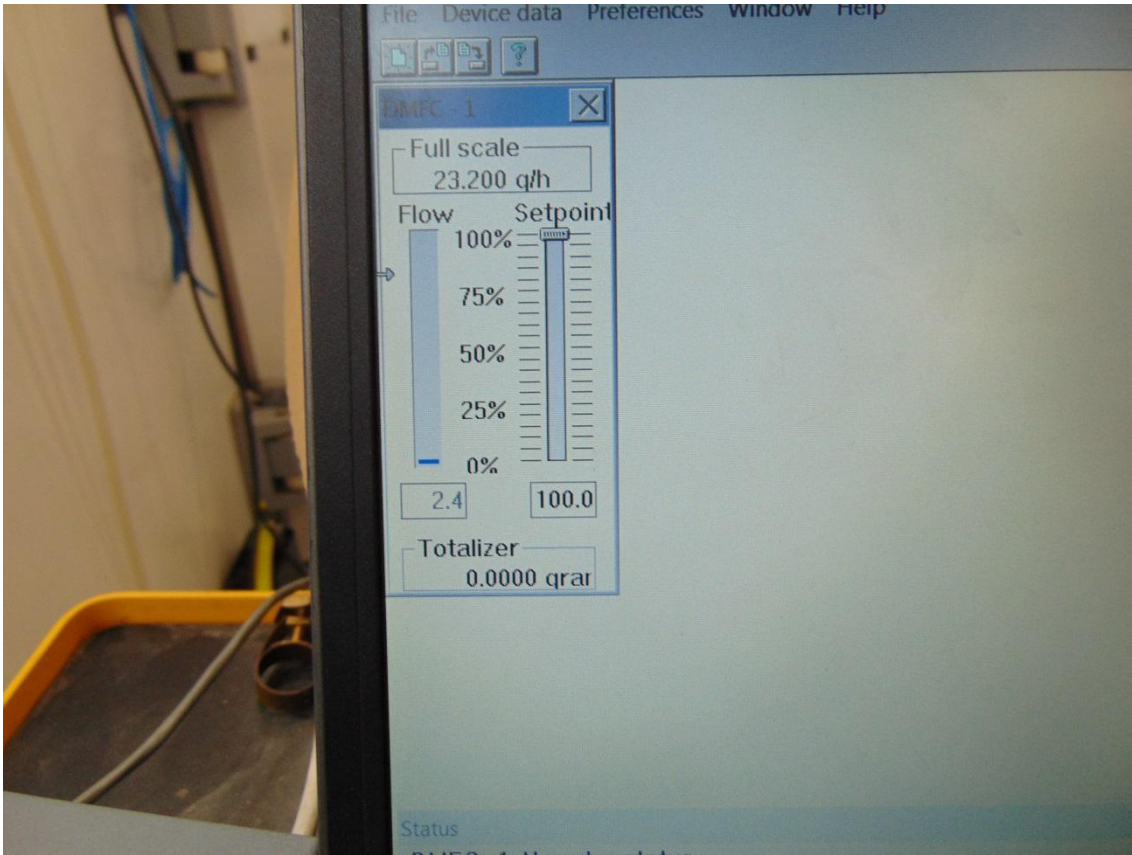 File Device data Preferences Window Help
DMFC - 1
Full scale
23.200 g/h
Flow Setpoint
100%
75%
50%
25%
0%
2.4 100.0
Totalizer
0.0000 grar
Status